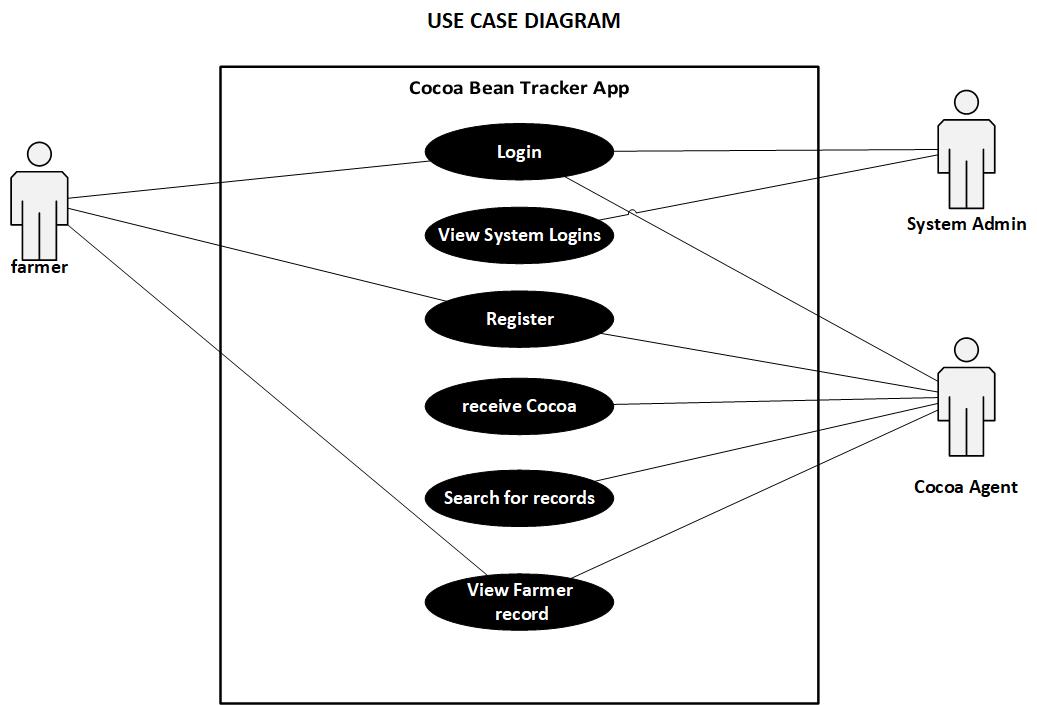 USE CASE DIAGRAM
Cocoa Bean Tracker App
Login
View System Logins
System Admin
farmer
Register
receive Cocoa
Cocoa Agent
Search for records
View Farmer
record